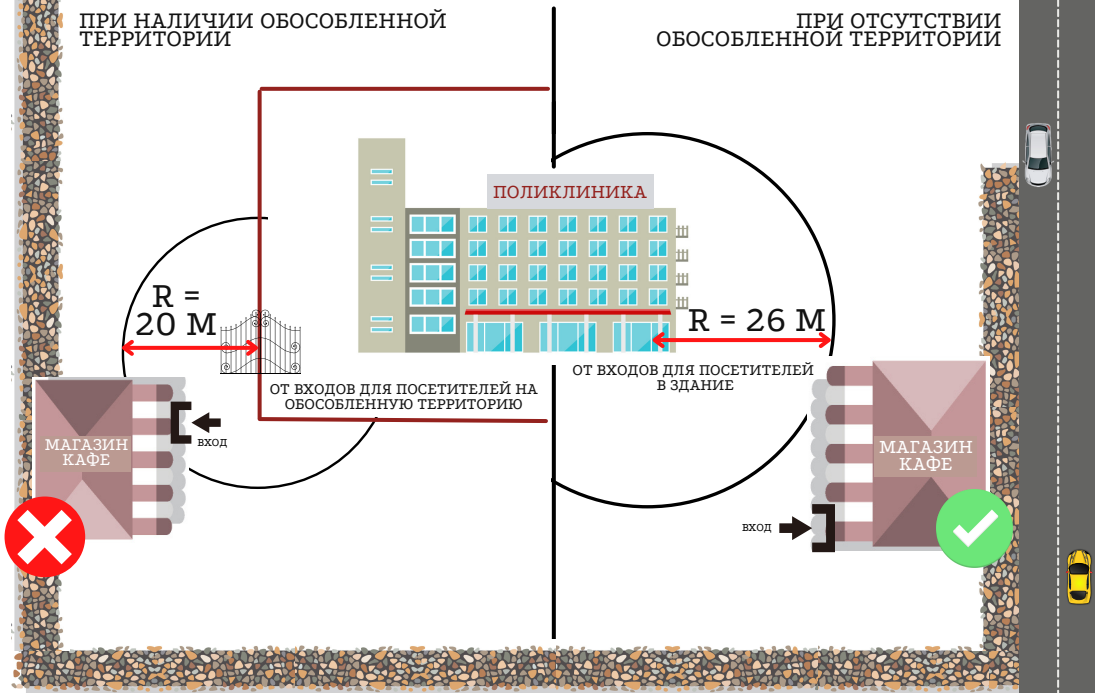 ПРИ НАЛИЧИИ ОБОСОБЛЕННОЙ
ТЕРРИТОРИИ
ПРИ ОТСУТСТВИИ
ОБОСОБЛЕННОЙ ТЕРРИТОРИИ
ПОЛИКЛИНИКА
R =
20 М
R = 26 М
ОТ ВХОДОВ ДЛЯ ПОСЕТИТЕЛЕЙ НА
ОБОСОБЛЕННУЮ ТЕРРИТОРИЮ
ОТ ВХОДОВ ДЛЯ ПОСЕТИТЕЛЕЙ
В ЗДАНИЕ
МАГАЗИН
КАФЕ
ВХОД
МАГАЗИН
КАФЕ
ВХОД